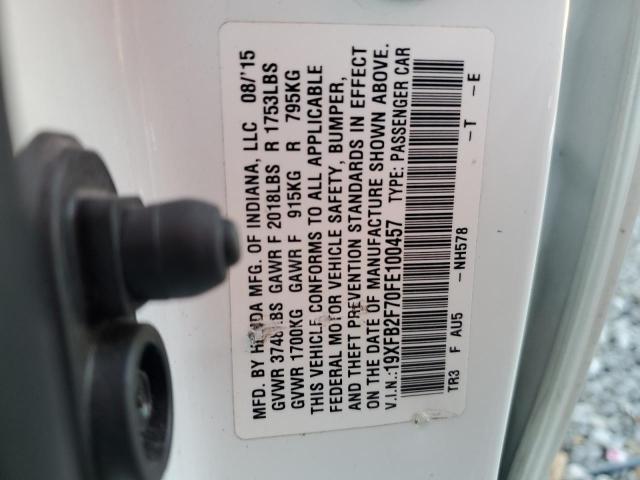 MFD. BY HONDA MFG. OF INDIANA, LLC 08/'15
GVWR LBS GAWR F 2018LBS R 1753LBS
GVWR 1700KG GAWR F 915KG R 795KG
THIS VEHICLE CONFORMS TO ALL APPLICABLE
FEDERAL MOTOR VEHICLE SAFETY, BUMPER,
AND THEFT PREVENTION STANDARDS IN EFFECT
ON THE DATE OF MANUFACTURE SHOWN ABOVE.
V.I.N.:19XFB2F70FE100457 TYPE: PASSENGER CAR
TR3 F AU5 -NH578 -T -E